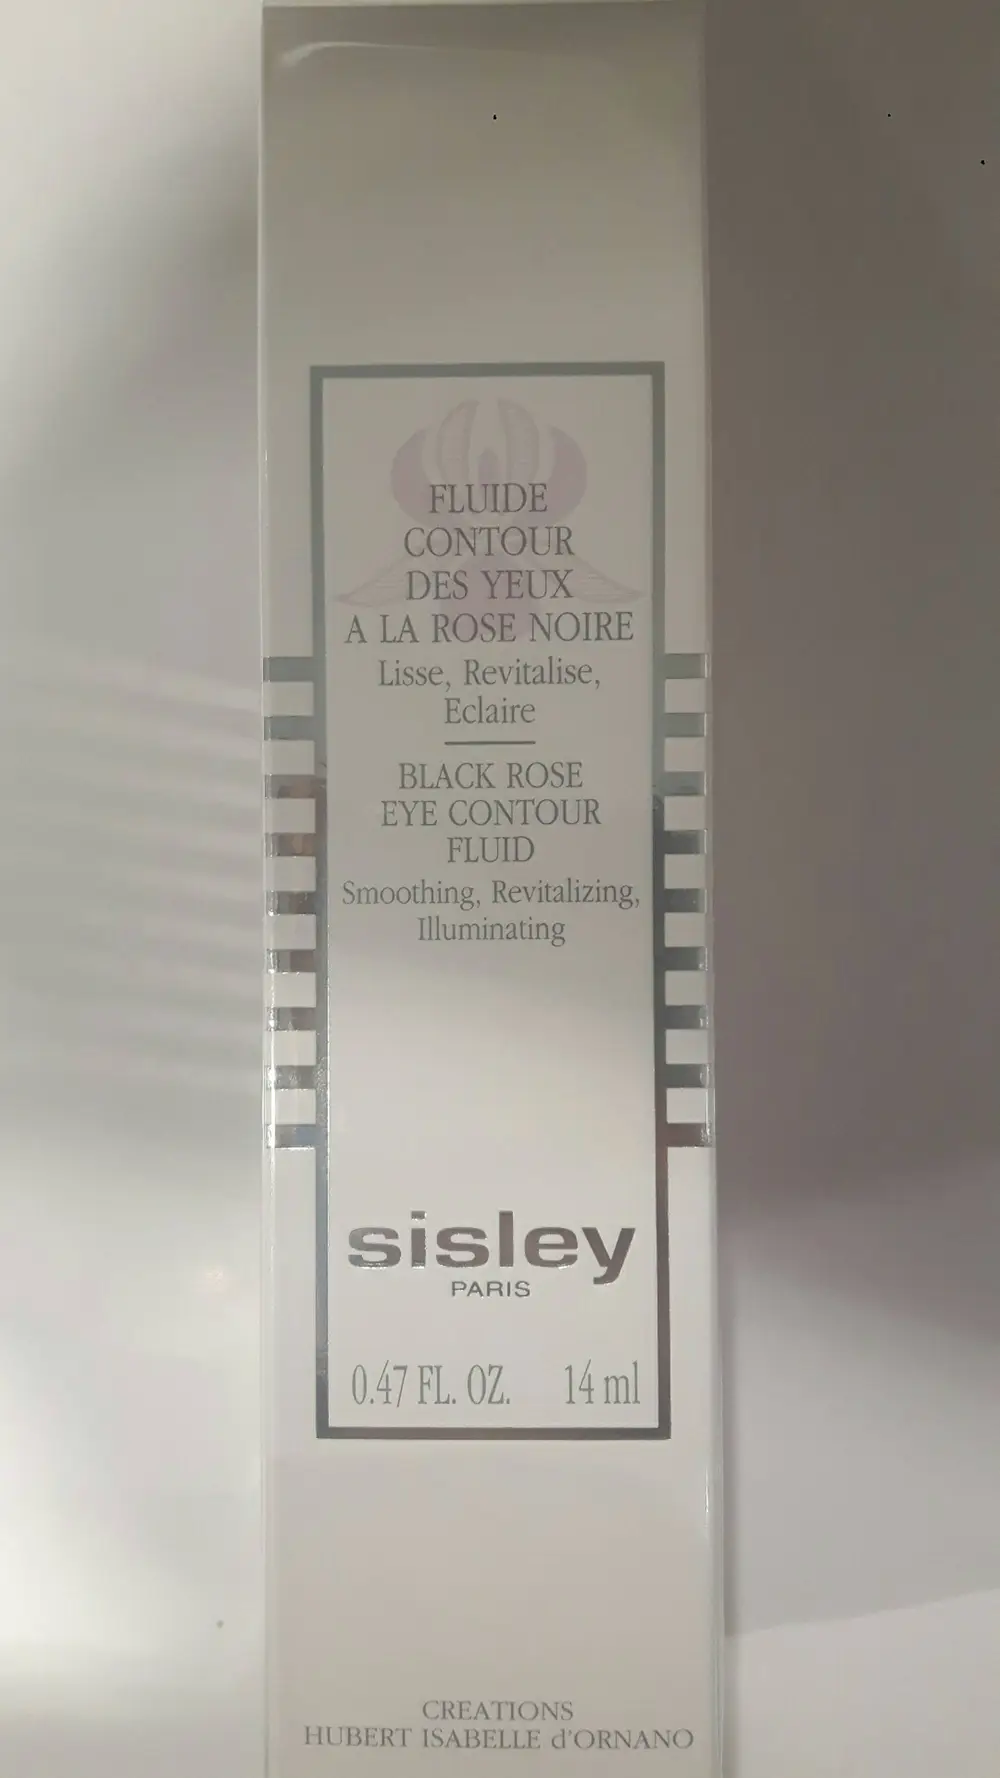 FLUIDE
CONTOUR
DES YEUX
A LA ROSE NOIRE
Lisse, Revitalise,
Eclaire
BLACK ROSE
EYE CONTOUR
FLUID
Smoothing, Revitalizing,
Illuminating
sisley
PARIS
0.47 FL. OZ. 14 ml
CREATIONS
HUBERT ISABELLE d'ORNANO